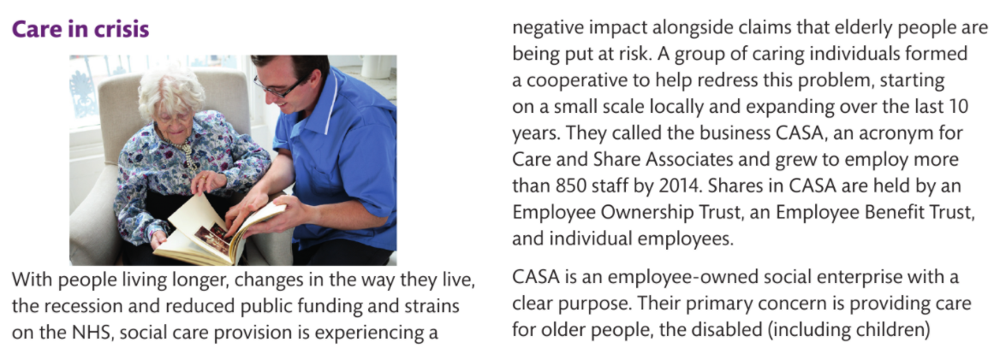 Care in crisis
With people living longer, changes in the way they live,
the recession and reduced public funding and strains
on the NHS, social care provision is experiencing a
negative impact alongside claims that elderly people are
being put at risk. A group of caring individuals formed
a cooperative to help redress this problem, starting
on a small scale locally and expanding over the last 10
years. They called the business CASA, an acronym for
Care and Share Associates and grew to employ more
than 850 staff by 2014. Shares in CASA are held by an
Employee Ownership Trust, an Employee Benefit Trust,
and individual employees.
CASA is an employee-owned social enterprise with a
clear purpose. Their primary concern is providing care
for older people, the disabled (including children)